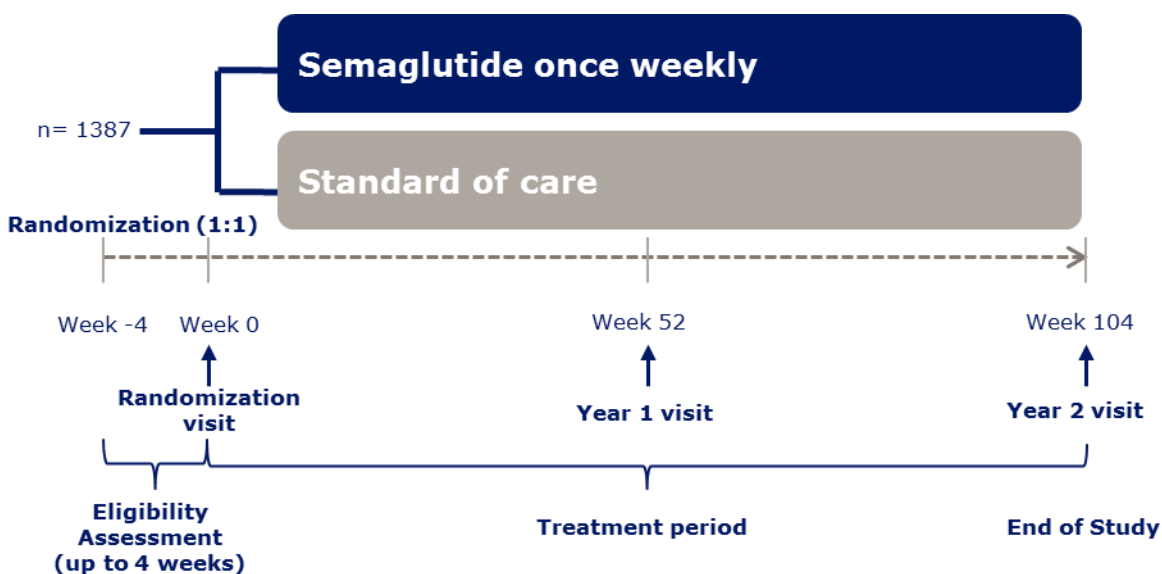 Semaglutide once weekly
n= 1387
Standard of care
Randomization (1:1)
Week -4
Week 0
Week 52
Week 104
Randomization
visit
Year 1 visit
Year 2 visit
Eligibility
Assessment
(up to 4 weeks)
Treatment period
End of Study